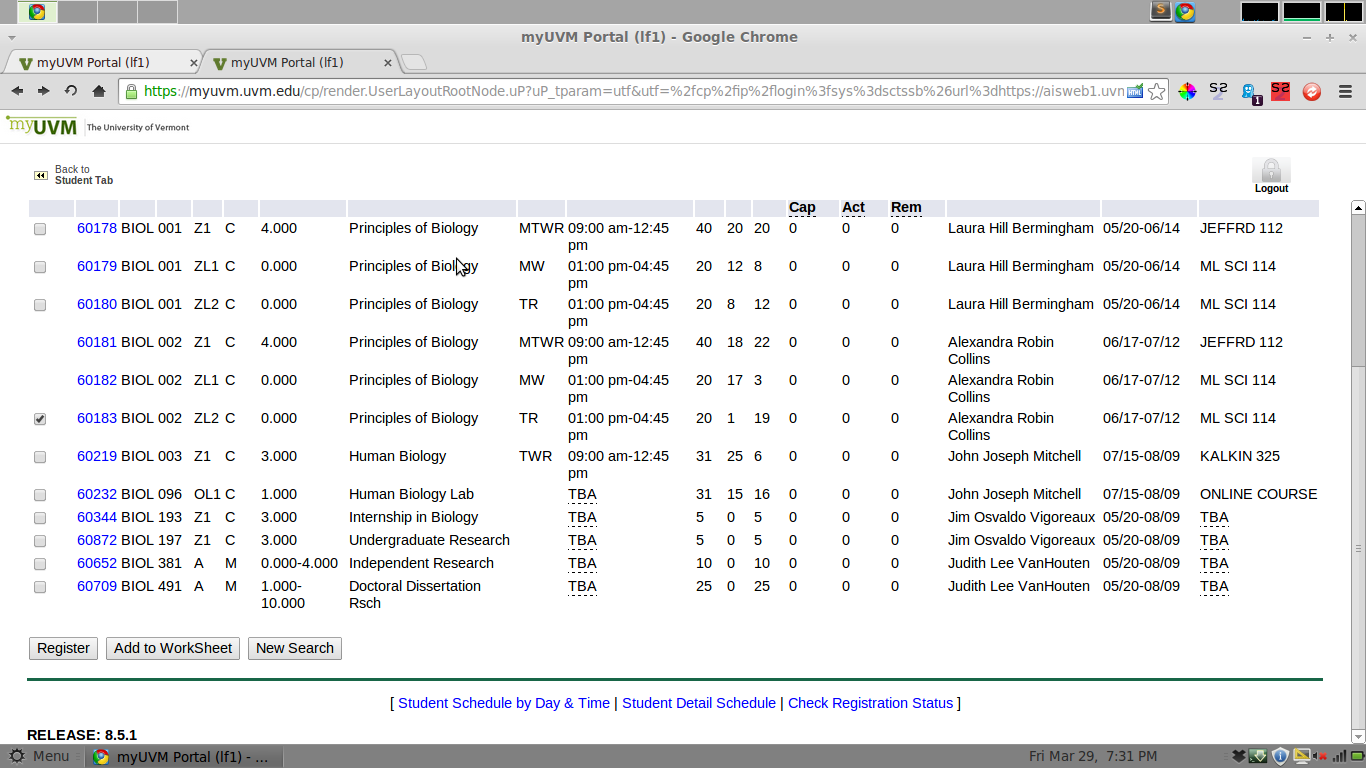 myUVM Portal (lf1) - Google Chrome
myUVM Portal (lf1) myUVM Portal (lf1)
https://myuvm.uvm.edu/cp/render.UserLayoutRootNode.uP?uP_tparam=utf&utf=%2fcp%2fip%2flogin%3fsys%3dsctssb%26url%3dhttps://aisweb1.uvm
myUVM The University of Vermont
Back to
Student Tab
Logout
Cap Act Rem
60178 BIOL 001 Z1 C 4.000 Principles of Biology MTWR 09:00 am-12:45 pm 40 20 20 0 0 0 Laura Hill Bermingham 05/20-06/14 JEFFRD 112
60179 BIOL 001 ZL1 C 0.000 Principles of Biology MW 01:00 pm-04:45 pm 20 12 8 0 0 0 Laura Hill Bermingham 05/20-06/14 ML SCI 114
60180 BIOL 001 ZL2 C 0.000 Principles of Biology TR 01:00 pm-04:45 pm 20 8 12 0 0 0 Laura Hill Bermingham 05/20-06/14 ML SCI 114
60181 BIOL 002 Z1 C 4.000 Principles of Biology MTWR 09:00 am-12:45 pm 40 18 22 0 0 0 Alexandra Robin Collins 06/17-07/12 JEFFRD 112
60182 BIOL 002 ZL1 C 0.000 Principles of Biology MW 01:00 pm-04:45 pm 20 17 3 0 0 0 Alexandra Robin Collins 06/17-07/12 ML SCI 114
60183 BIOL 002 ZL2 C 0.000 Principles of Biology TR 01:00 pm-04:45 pm 20 1 19 0 0 0 Alexandra Robin Collins 06/17-07/12 ML SCI 114
60219 BIOL 003 Z1 C 3.000 Human Biology TWR 09:00 am-12:45 pm 31 25 6 0 0 0 John Joseph Mitchell 07/15-08/09 KALKIN 325
60232 BIOL 096 OL1 C 1.000 Human Biology Lab TBA 31 15 16 0 0 0 John Joseph Mitchell 07/15-08/09 ONLINE COURSE
60344 BIOL 193 Z1 C 3.000 Internship in Biology TBA 5 0 5 0 0 0 Jim Osvaldo Vigoreaux 05/20-08/09 TBA
60872 BIOL 197 Z1 C 3.000 Undergraduate Research TBA 5 0 5 0 0 0 Jim Osvaldo Vigoreaux 05/20-08/09 TBA
60652 BIOL 381 A M 0.000-4.000 Independent Research TBA 10 0 10 0 0 0 Judith Lee VanHouten 05/20-08/09 TBA
60709 BIOL 491 A M 1.000-10.000 Doctoral Dissertation Rsch TBA 25 0 25 0 0 0 Judith Lee VanHouten 05/20-08/09 TBA
Register Add to WorkSheet New Search
[ Student Schedule by Day & Time | Student Detail Schedule | Check Registration Status ]
RELEASE: 8.5.1
Menu myUVM Portal (lf1) - ... Fri Mar 29, 7:31 PM